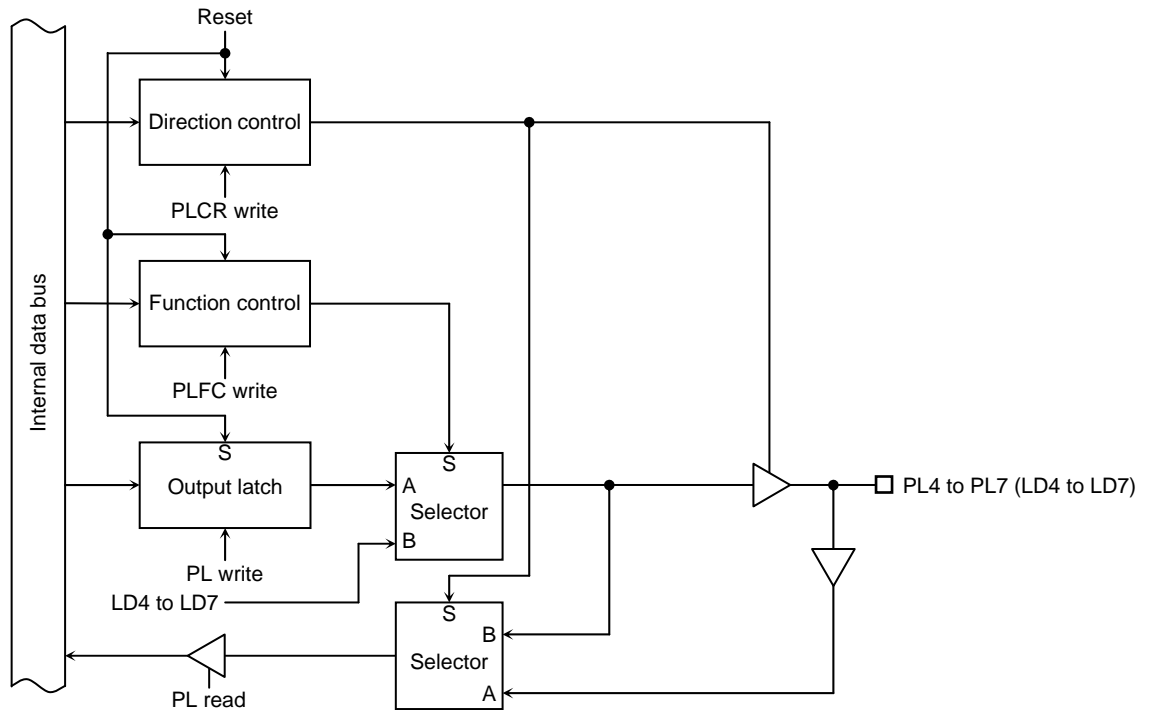 Reset
Direction control
PLCR write
Internal data bus
Function control
PLFC write
S
Output latch
PL write
LD4 to LD7
S
A
Selector
B
PL4 to PL7 (LD4 to LD7)
S
B
Selector
A
PL read